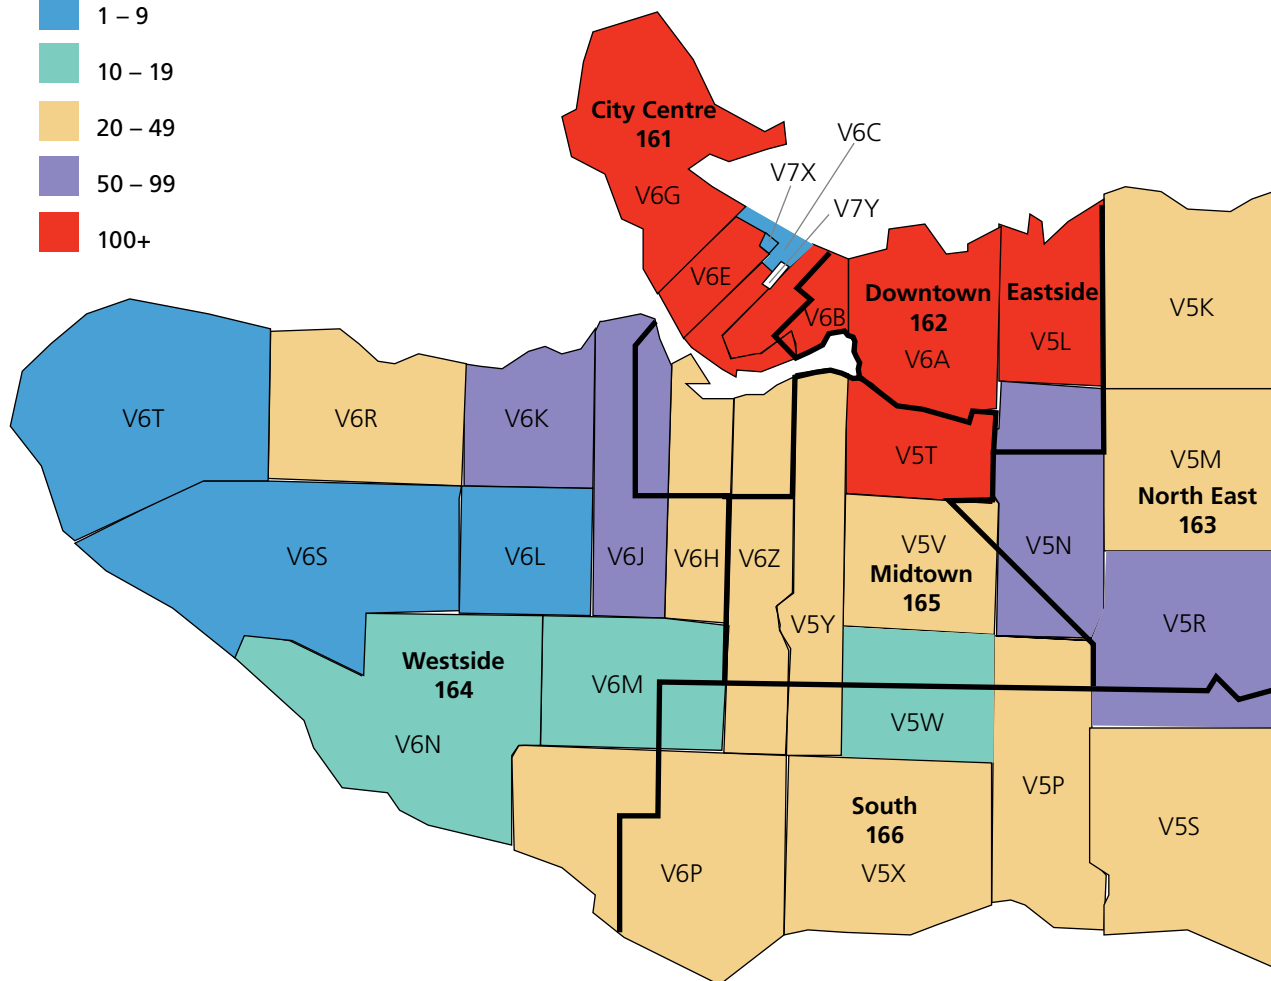 1 – 9
10 – 19
20 – 49
50 – 99
100+
City Centre
161
V6C
V7X
V7Y
V6G
V6E
V6B
Downtown
162
V6A
Eastside
V5L
V5K
V6T
V6R
V6K
V5T
V5M
North East
163
V6S
V6L
V6J
V6H
V6Z
V5V
Midtown
165
V5N
V5Y
V5R
Westside
164
V6M
V6N
V5W
V5P
South
166
V5X
V6P
V5S